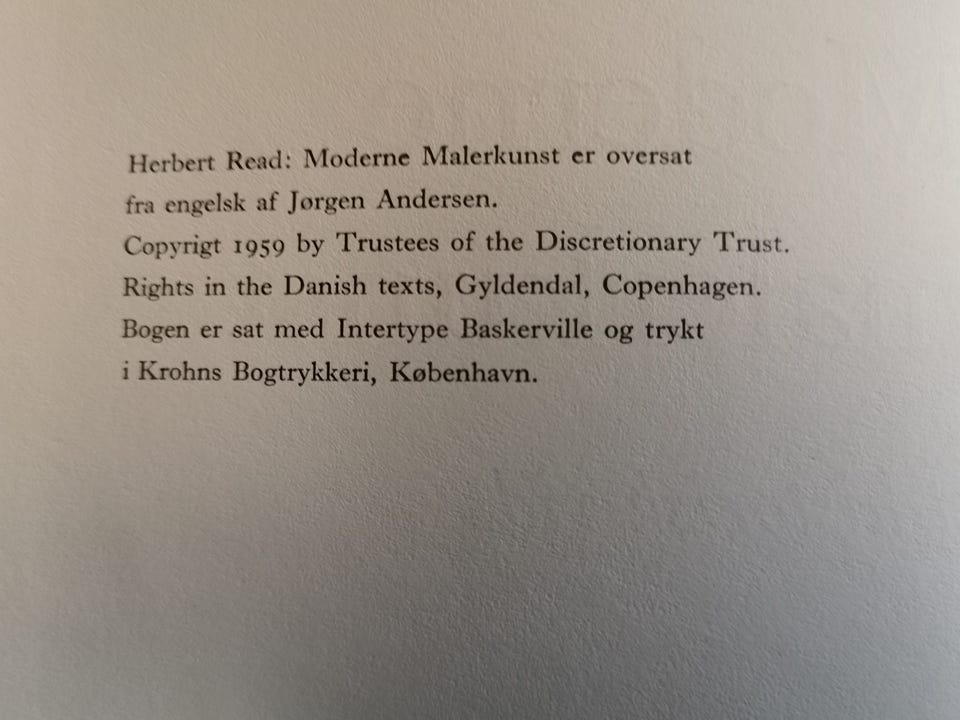 Herbert Read: Moderne Malerkunst er oversat
fra engelsk af Jørgen Andersen.
Copyrigt 1959 by Trustees of the Discretionary Trust.
Rights in the Danish texts, Gyldendal, Copenhagen.
Bogen er sat med Intertype Baskerville og trykt
i Krohns Bogtrykkeri, København.